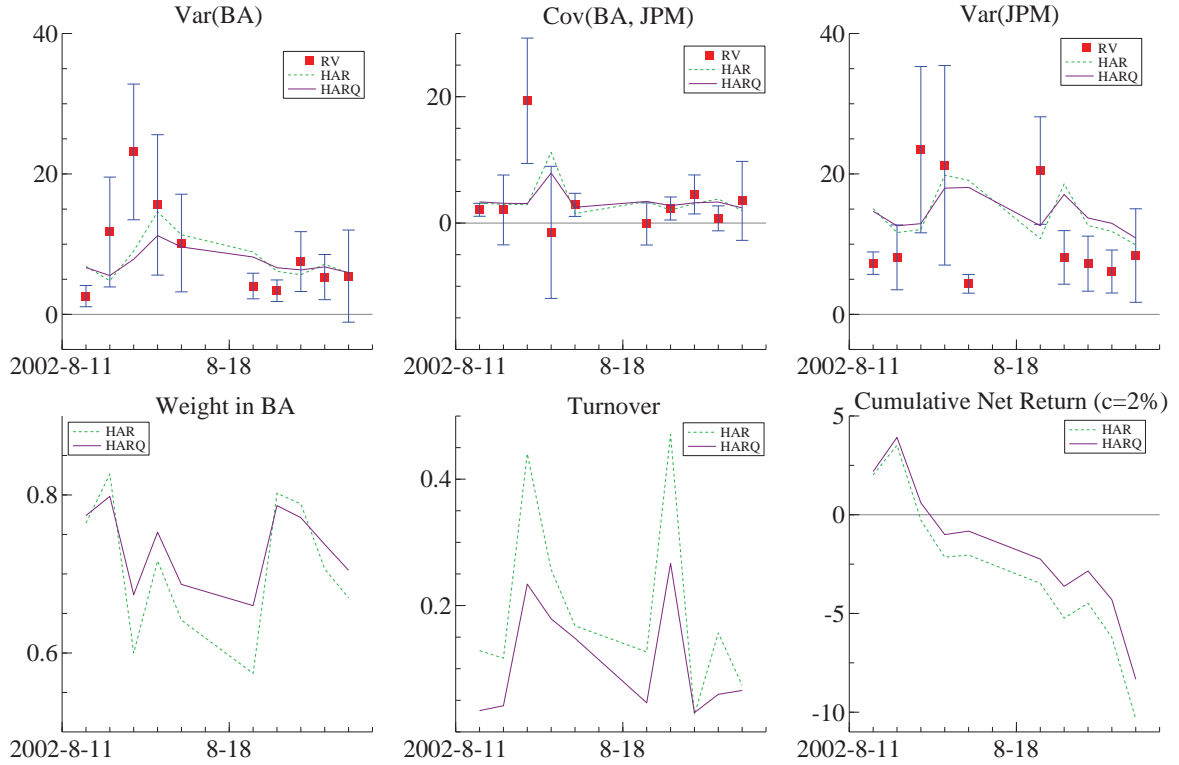 Var(BA)
40
20
0
RV
HAR
HARQ
2002-8-11
8-18
Cov(BA, JPM)
20
0
RV
HAR
HARQ
2002-8-11
8-18
Var(JPM)
40
20
0
RV
HAR
HARQ
2002-8-11
8-18
Weight in BA
HAR
HARQ
0.8
0.6
2002-8-11
8-18
Turnover
HAR
HARQ
0.4
0.2
2002-8-11
8-18
Cumulative Net Return (c=2%)
5
HAR
HARQ
0
-5
-10
2002-8-11
8-18